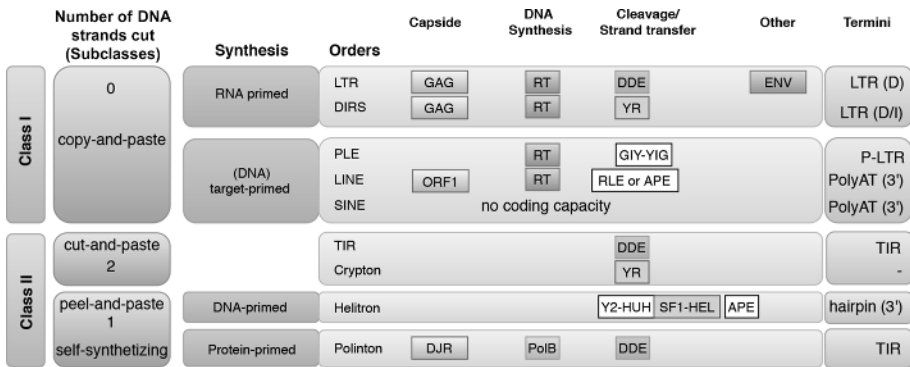 Number of DNA
strands cut
(Subclasses)
Synthesis
Orders
Capside
DNA
Synthesis
Cleavage/
Strand transfer
Other
Termini
Class I
0
copy-and-paste
RNA primed
LTR GAG RT DDE ENV LTR (D)
DIRS GAG RT YR LTR (D/I)
(DNA)
target-primed
PLE RT GIY-YIG P-LTR
LINE ORF1 RT RLE or APE PolyAT (3')
SINE no coding capacity PolyAT (3')
Class II
cut-and-paste
2
TIR DDE TIR
Crypton YR -
peel-and-paste
1
DNA-primed
Helitron Y2-HUH SF1-HEL APE hairpin (3')
self-synthetizing
Protein-primed
Polinton DJR PolB DDE TIR